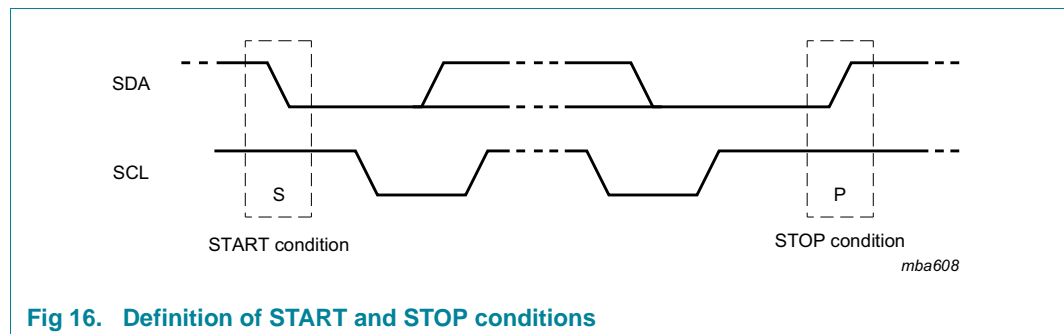 SDA
SCL
S
P
START condition
STOP condition
mba608
Fig 16. Definition of START and STOP conditions